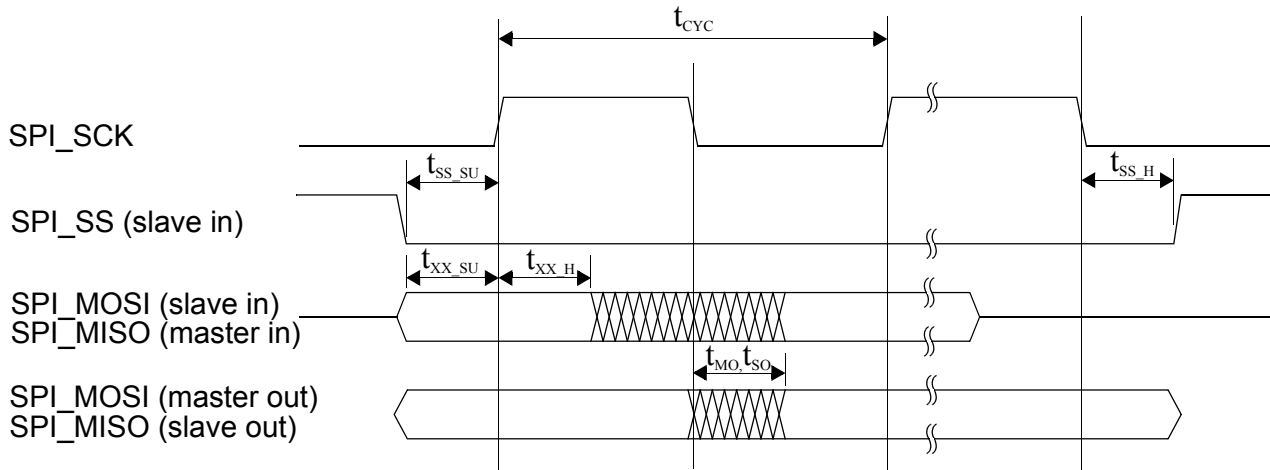 tCYC
SPI_SCK
tSS_SU
tSS_H
SPI_SS (slave in)
tXX_SU
tXX_H
SPI_MOSI (slave in)
SPI_MISO (master in)
tMO, tSO
SPI_MOSI (master out)
SPI_MISO (slave out)